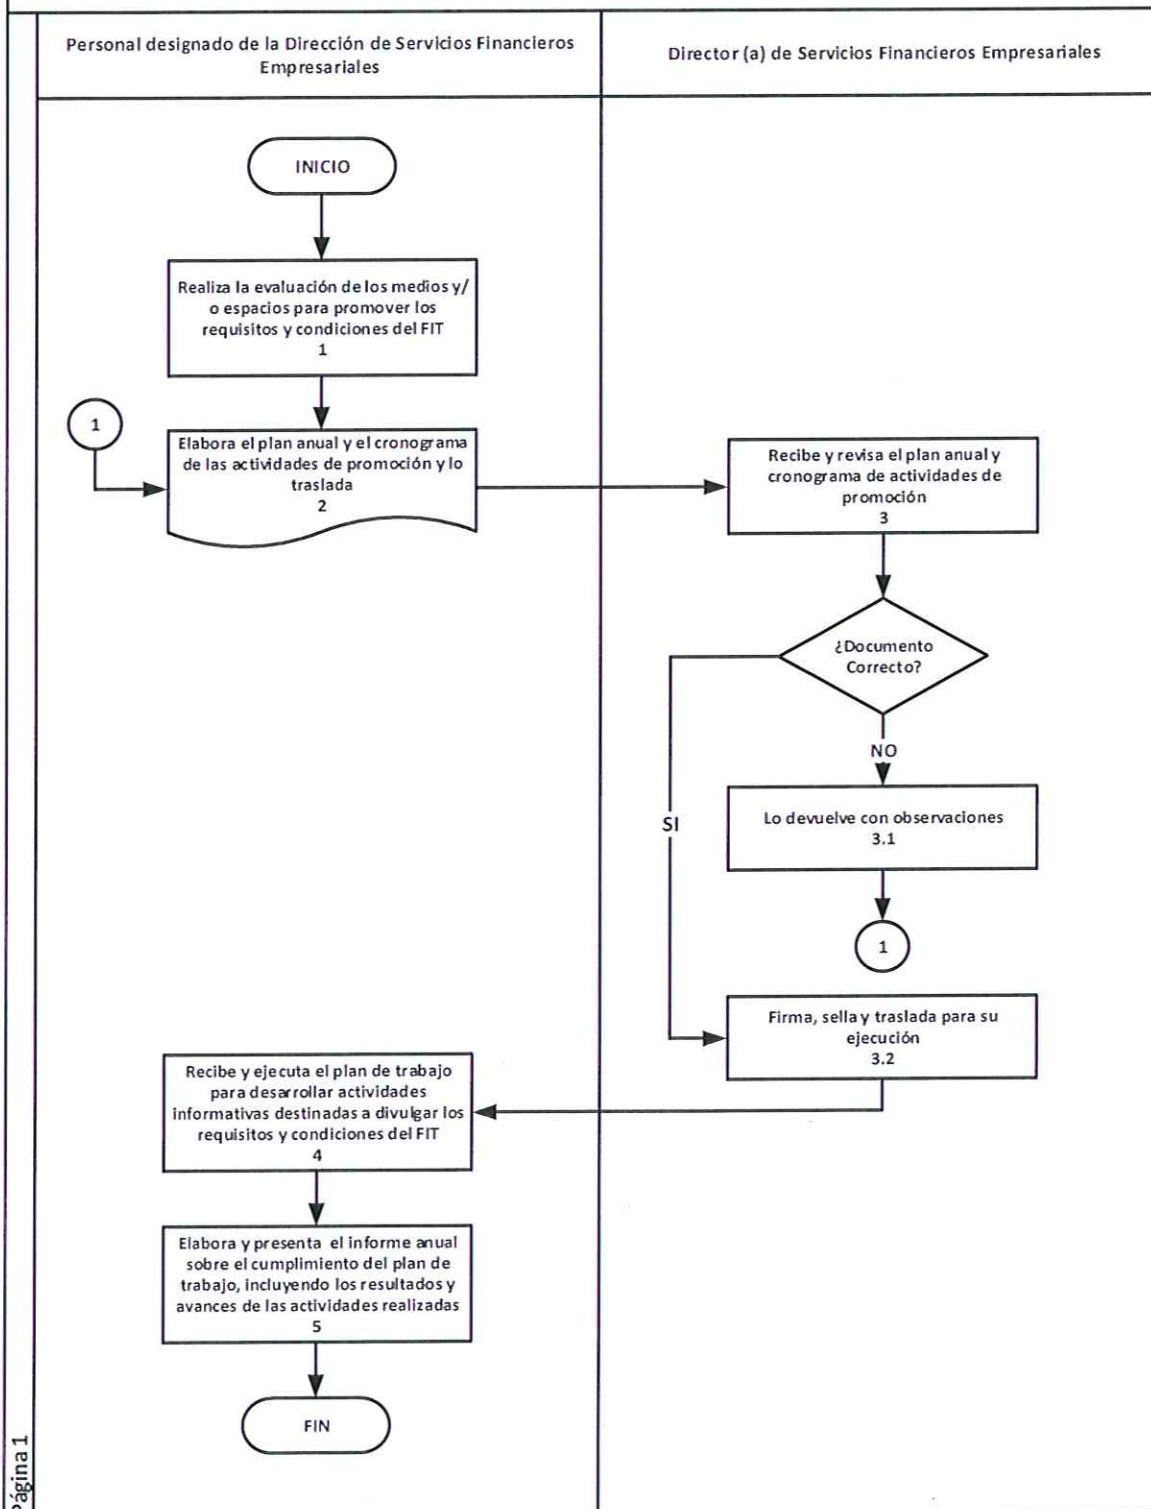 Personal designado de la Dirección de Servicios Financieros
Empresariales
Director (a) de Servicios Financieros Empresariales
INICIO
Realiza la evaluación de los medios y/
o espacios para promover los
requisitos y condiciones del FIT
1
1
Elabora el plan anual y el cronograma
de las actividades de promoción y lo
traslada
2
Recibe y revisa el plan anual y
cronograma de actividades de
promoción
3
¿Documento
Correcto?
NO
SI
Lo devuelve con observaciones
3.1
1
Firma, sella y traslada para su
ejecución
3.2
Recibe y ejecuta el plan de trabajo
para desarrollar actividades
informativas destinadas a divulgar los
requisitos y condiciones del FIT
4
Elabora y presenta el informe anual
sobre el cumplimiento del plan de
trabajo, incluyendo los resultados y
avances de las actividades realizadas
5
FIN
Página 1